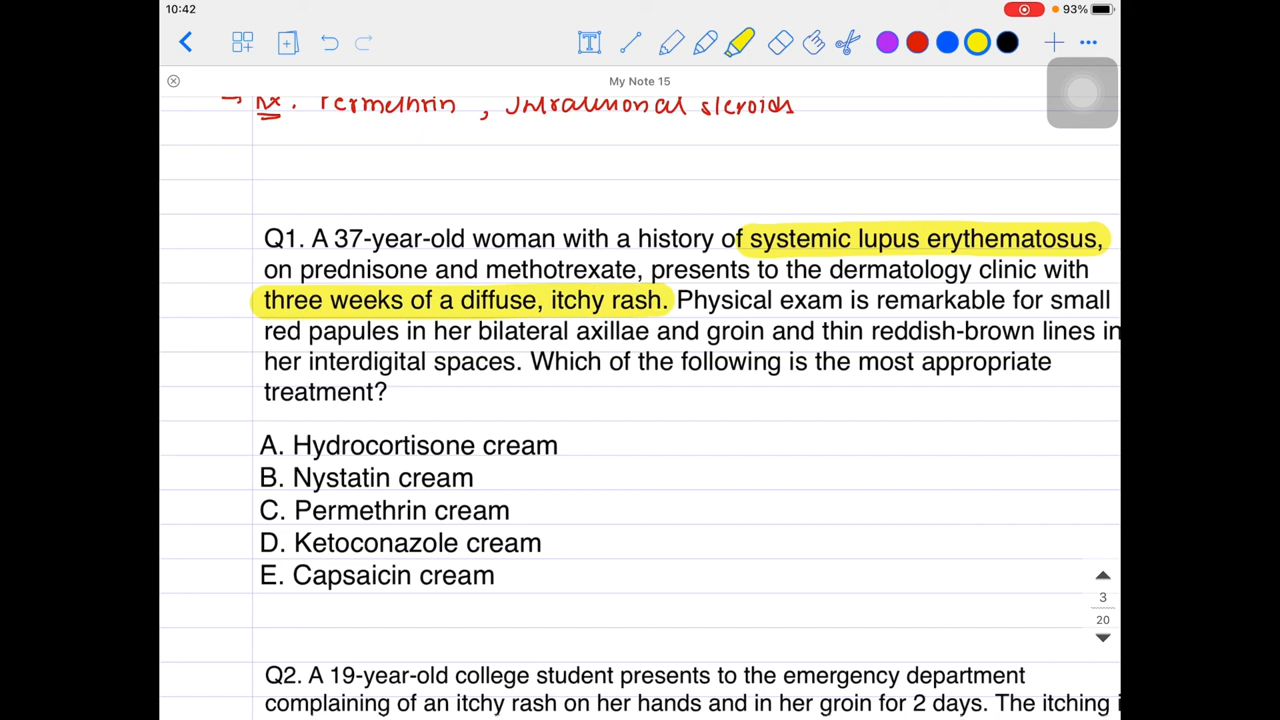 10:42
93%
My Note 15
Rx. Permethrin, Intralesional steroids
Q1. A 37-year-old woman with a history of systemic lupus erythematosus,
on prednisone and methotrexate, presents to the dermatology clinic with
three weeks of a diffuse, itchy rash. Physical exam is remarkable for small
red papules in her bilateral axillae and groin and thin reddish-brown lines in
her interdigital spaces. Which of the following is the most appropriate
treatment?
A. Hydrocortisone cream
B. Nystatin cream
C. Permethrin cream
D. Ketoconazole cream
E. Capsaicin cream
3
20
Q2. A 19-year-old college student presents to the emergency department
complaining of an itchy rash on her hands and in her groin for 2 days. The itching i